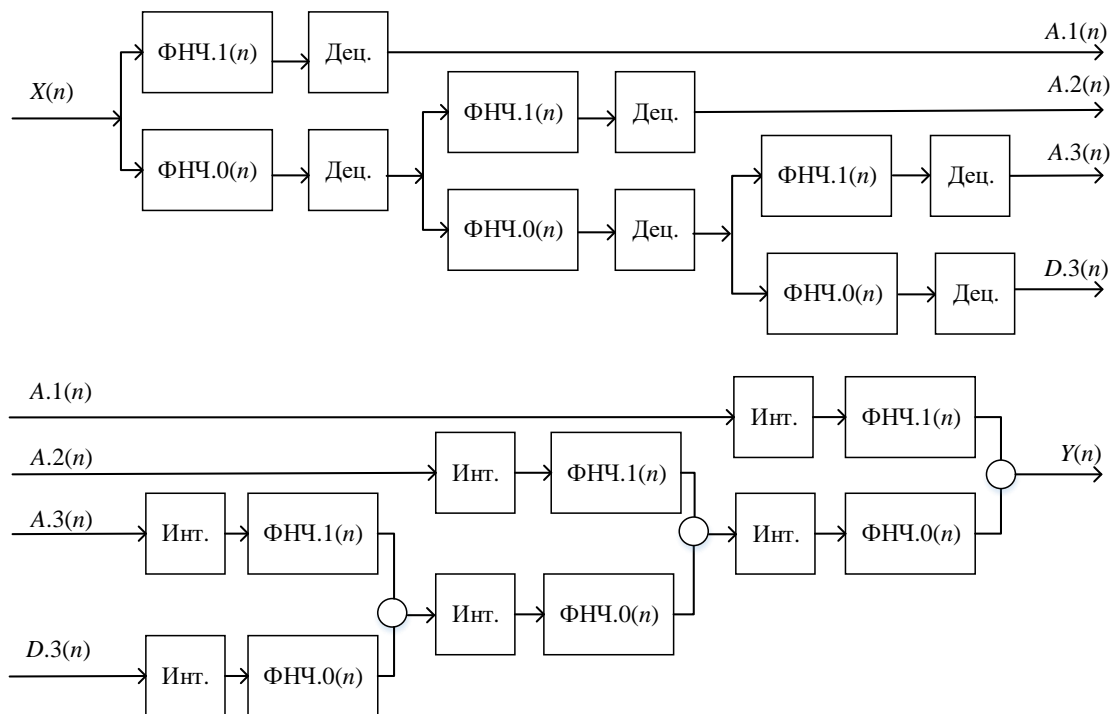 ФНЧ.1(n)
Дец.
A.1(n)
X(n)
ФНЧ.1(n)
Дец.
A.2(n)
ФНЧ.0(n)
Дец.
ФНЧ.1(n)
Дец.
A.3(n)
ФНЧ.0(n)
Дец.
ФНЧ.0(n)
Дец.
D.3(n)
A.1(n)
Инт.
ФНЧ.1(n)
A.2(n)
Инт.
ФНЧ.1(n)
Y(n)
A.3(n)
Инт.
ФНЧ.1(n)
Инт.
ФНЧ.0(n)
Инт.
ФНЧ.0(n)
D.3(n)
Инт.
ФНЧ.0(n)